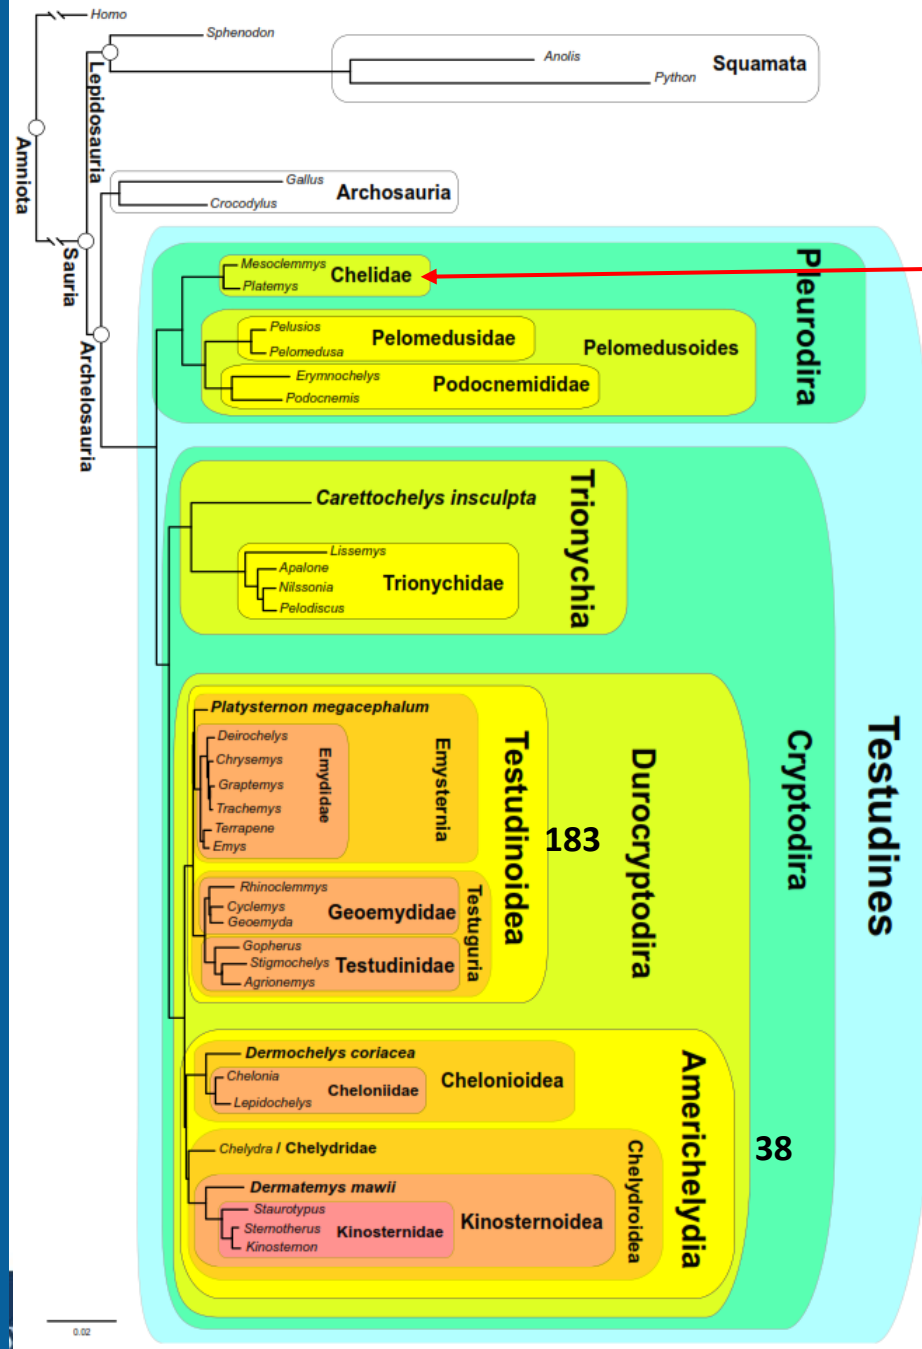 Homo
Sphenodon
Anolis
Squamata
Python
Lepidosauria
Amniota
Gallus
Archosauria
Crocodylus
Sauria
Mesoclemmys
Chelidae
Platemys
Pleurodira
Pelusios
Pelomedusidae
Pelomedusa
Pelomedusoides
Erymnochelys
Podocnemididae
Podocnemis
Archelosauria
Carettochelys insculpta
Trionychia
Lissemys
Apalone
Trionychidae
Nilssonia
Pelodiscus
Platysternon megacephalum
Deirochelys
Chrysemys
Graptemys
Trachemys
Terrapene
Emys
Emydidae
Emysternia
Testudinoidea
183
Durocryptodira
Cryptodira
Testudines
Rhinoclemmys
Cyclemys
Geoemyda
Geoemydidae
Testuguria
Gopherus
Stigmochelys
Testudinidae
Agrionemys
Dermochelys coriacea
Chelonia
Cheloniidae
Chelonioidea
Lepidochelys
Americhelydia
38
Chelydra / Chelydridae
Chelydroidea
Dermatemys mawii
Staurotypus
Sternotherus
Kinosternidae
Kinosternoidea
Kinosternon
0.02